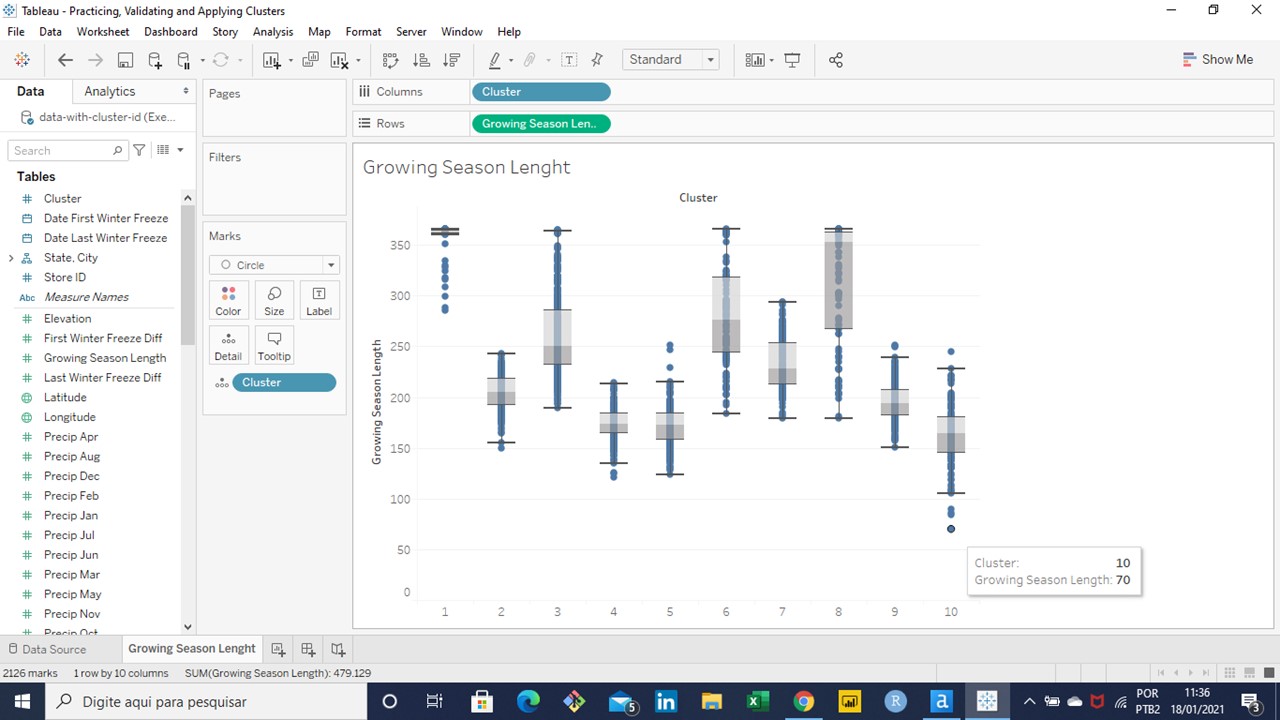 Tableau - Practicing, Validating and Applying Clusters
File Data Worksheet Dashboard Story Analysis Map Format Server Window Help
Standard
Show Me
Data Analytics
data-with-cluster-id (Exe...
Search
Tables
Cluster
Date First Winter Freeze
Date Last Winter Freeze
State, City
Store ID
Abc Measure Names
Elevation
First Winter Freeze Diff
Growing Season Length
Last Winter Freeze Diff
Latitude
Longitude
Precip Apr
Precip Aug
Precip Dec
Precip Feb
Precip Jan
Precip Jul
Precip Jun
Precip Mar
Precip May
Precip Nov
Precip Oct
Pages
Filters
Marks
Circle
Color Size Label
Detail Tooltip
Cluster
Columns Cluster
Rows Growing Season Len..
Growing Season Lenght
Cluster
Growing Season Length
350
300
250
200
150
100
50
0
1 2 3 4 5 6 7 8 9 10
Cluster: 10
Growing Season Length: 70
Data Source Growing Season Lenght
2126 marks 1 row by 10 columns SUM(Growing Season Length): 479.129
Digite aqui para pesquisar
5
POR
PTB2
11:36
18/01/2021
3